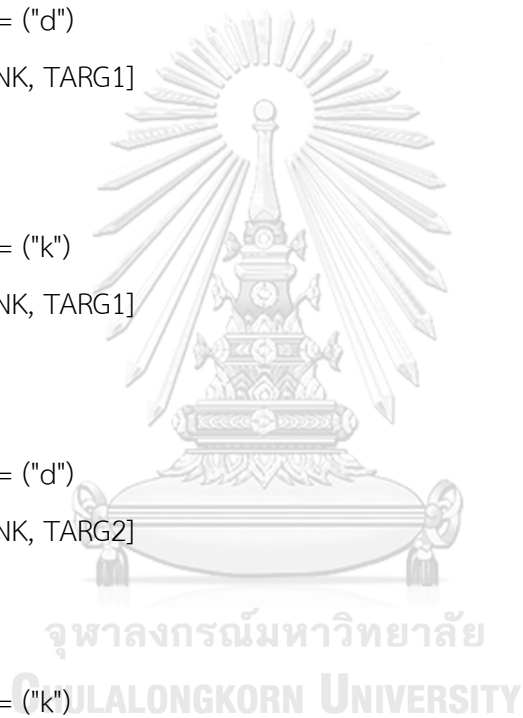 = ("d")
NK, TARG1]
= ("k")
NK, TARG1]
= ("d")
NK, TARG2]
จุฬาลงกรณ์มหาวิทยาลัย
= ("k")
CHULALONGKORN UNIVERSITY